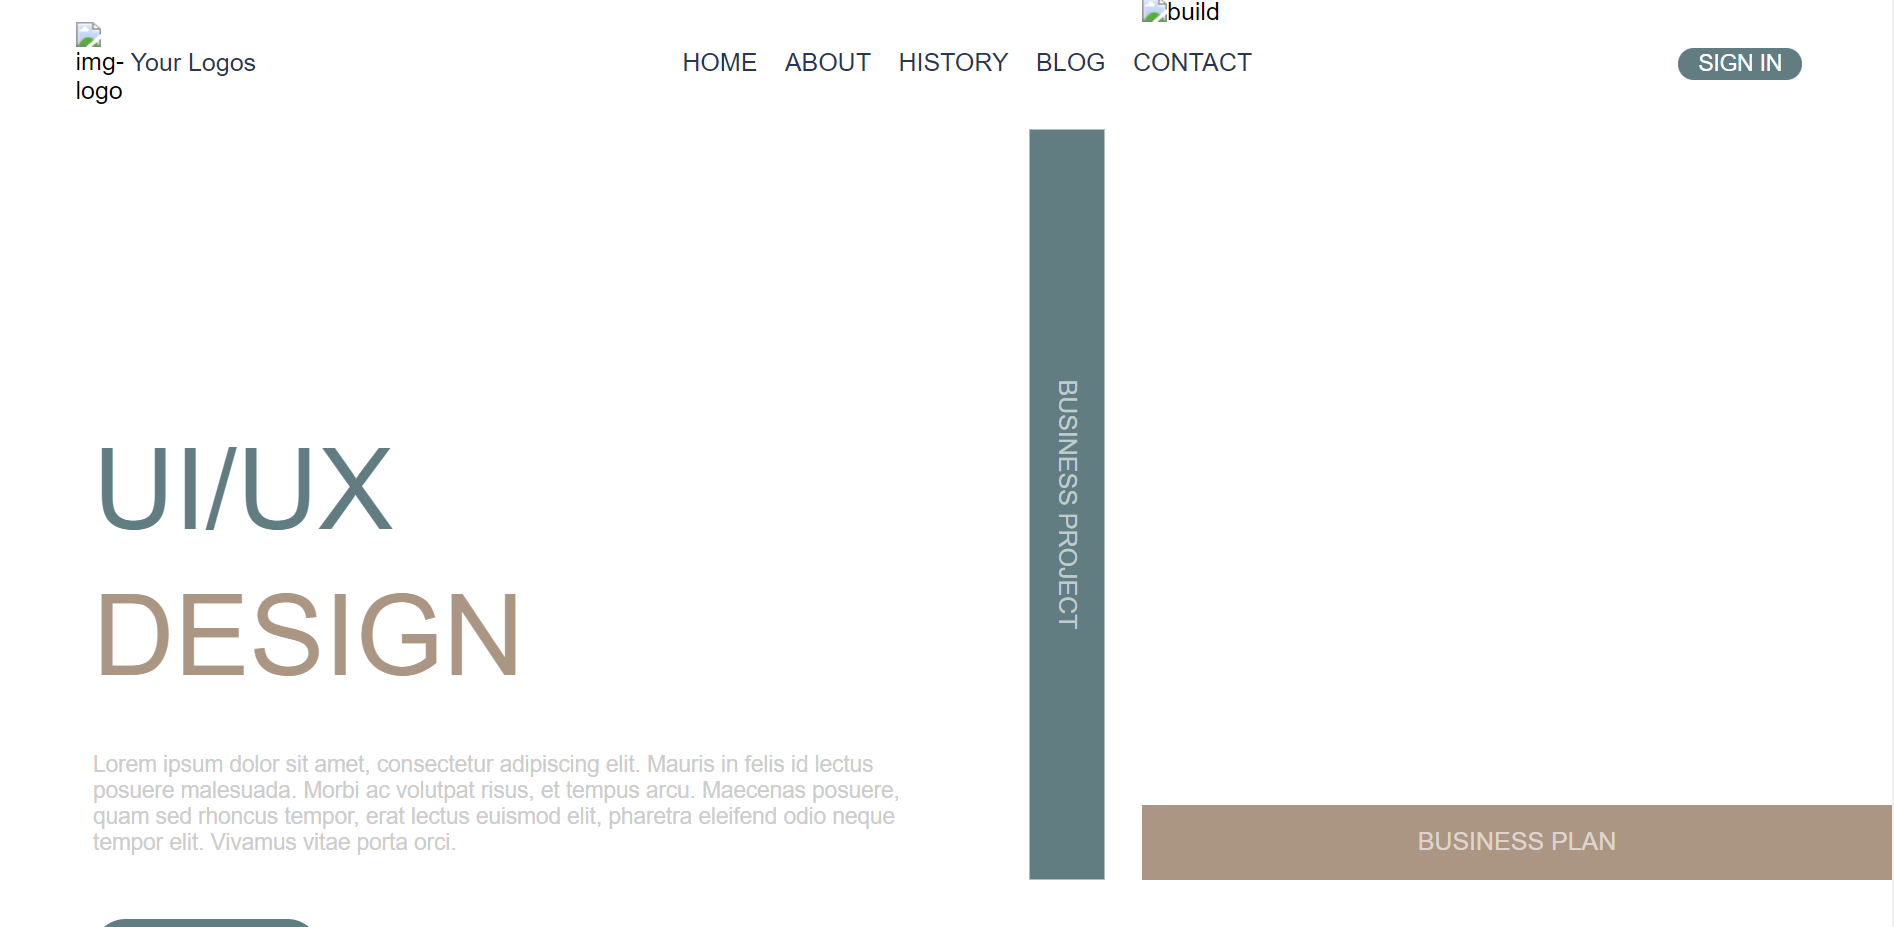 build
img-
logo
Your Logos
HOME ABOUT HISTORY BLOG CONTACT
SIGN IN
BUSINESS PROJECT
UI/UX
DESIGN
Lorem ipsum dolor sit amet, consectetur adipiscing elit. Mauris in felis id lectus
posuere malesuada. Morbi ac volutpat risus, et tempus arcu. Maecenas posuere,
quam sed rhoncus tempor, erat lectus euismod elit, pharetra eleifend odio neque
tempor elit. Vivamus vitae porta orci.
BUSINESS PLAN